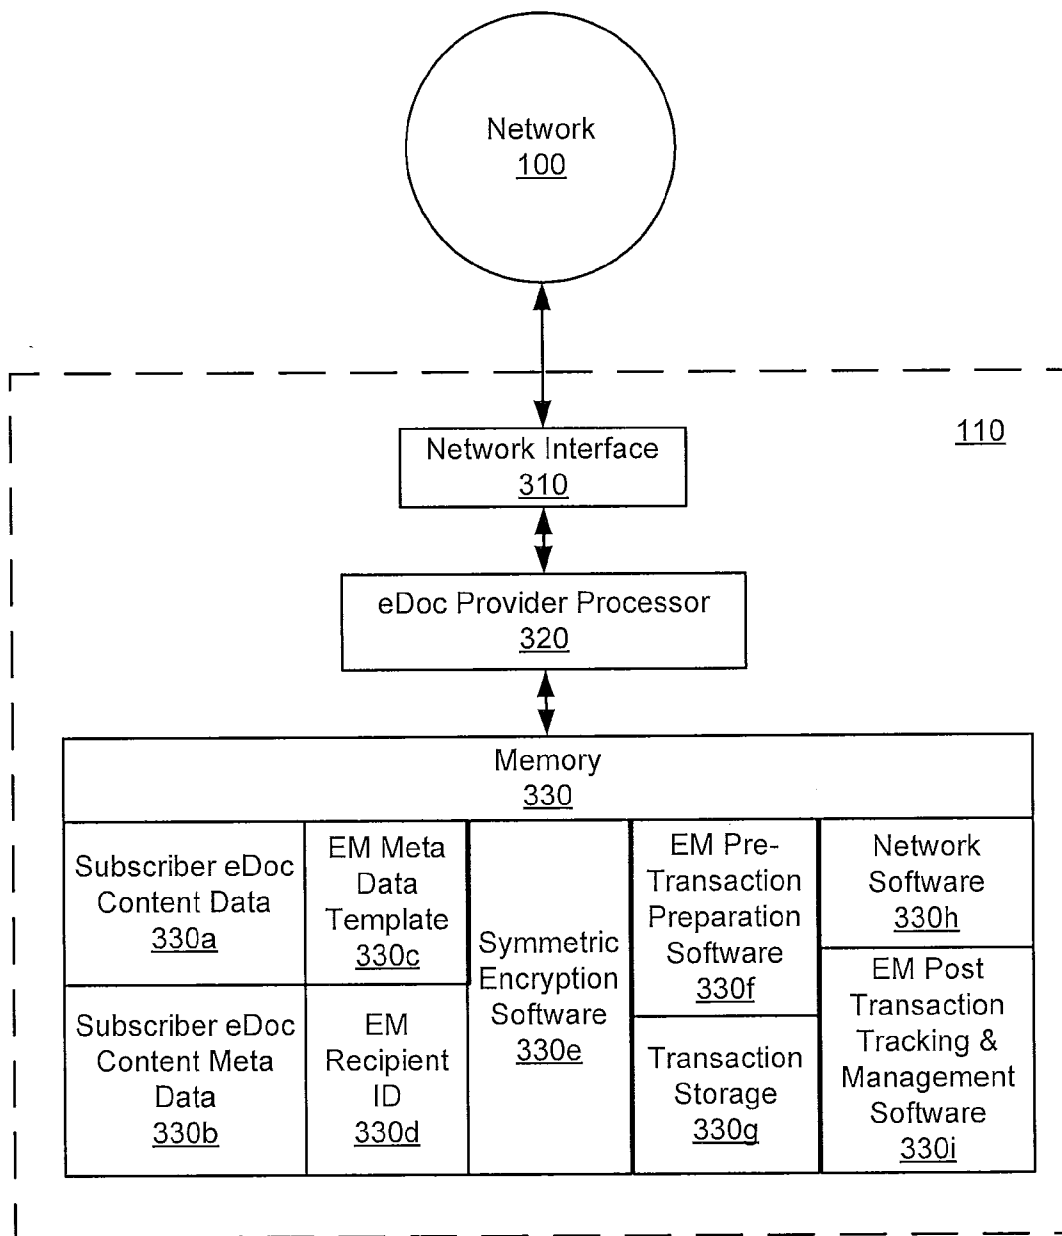 Network
100
110
Network Interface
310
eDoc Provider Processor
320
Memory
330
Subscriber eDoc
Content Data
330a
Subscriber eDoc
Content Meta
Data
330b
EM Meta
Data
Template
330c
EM
Recipient
ID
330d
Symmetric
Encryption
Software
330e
EM Pre-
Transaction
Preparation
Software
330f
Transaction
Storage
330g
Network
Software
330h
EM Post
Transaction
Tracking &
Management
Software
330i